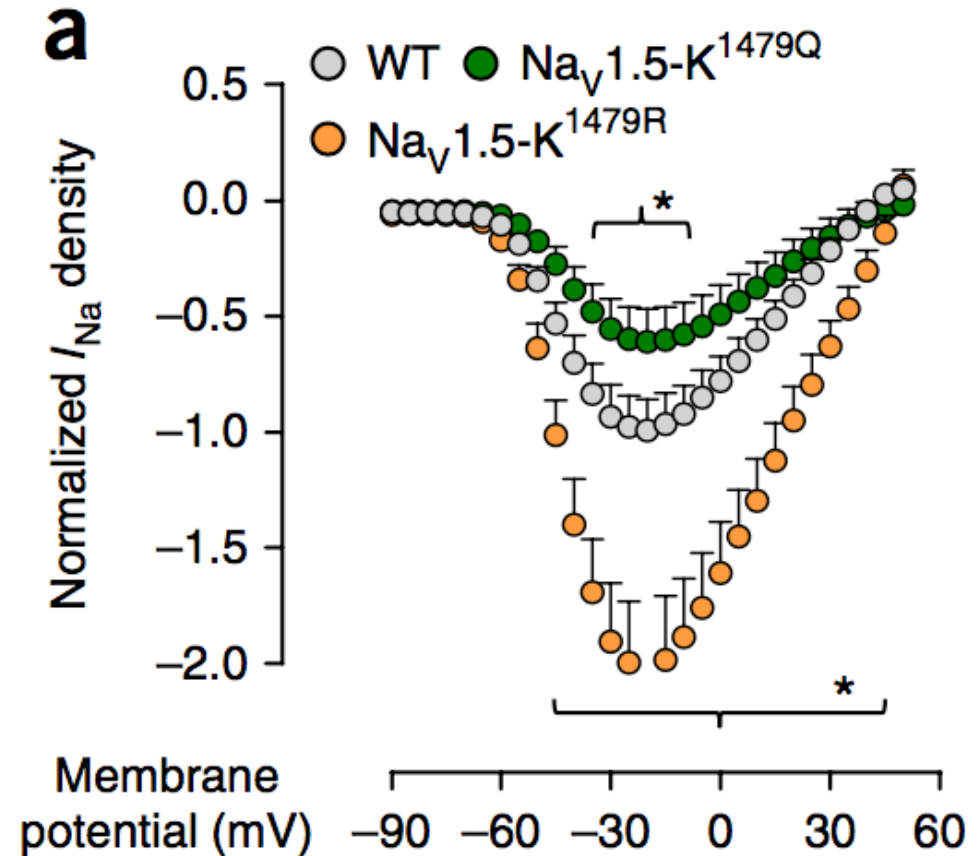 a
WT NaV1.5-K1479Q
NaV1.5-K1479R
Normalized INa density
0.5
0.0
–0.5
–1.0
–1.5
–2.0
*
*
Membrane
potential (mV) –90 –60 –30 0 30 60